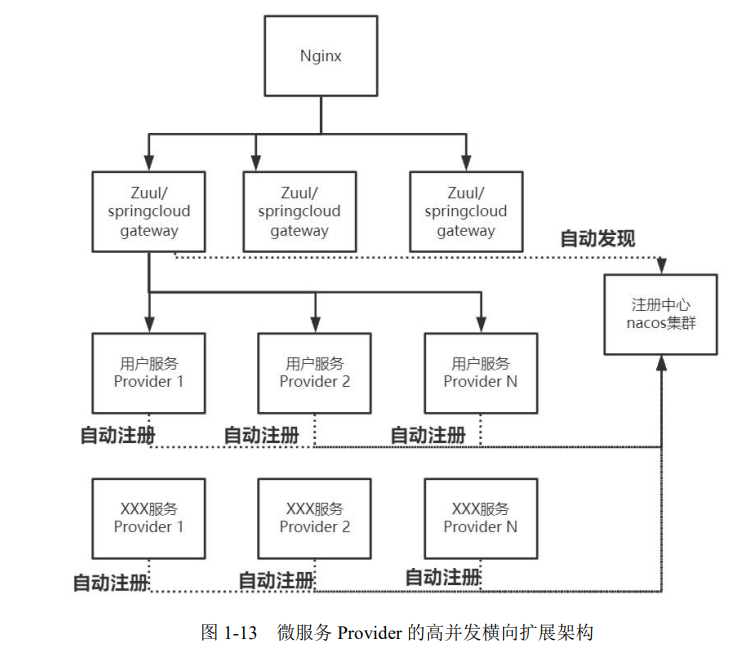 Nginx
Zuul/
springcloud
gateway
Zuul/
springcloud
gateway
Zuul/
springcloud
gateway
自动发现
注册中心
nacos集群
用户服务
Provider 1
用户服务
Provider 2
用户服务
Provider N
自动注册
自动注册
自动注册
XXX服务
Provider 1
XXX服务
Provider 2
XXX服务
Provider N
自动注册
自动注册
自动注册
图 1-13 微服务 Provider 的高并发横向扩展架构